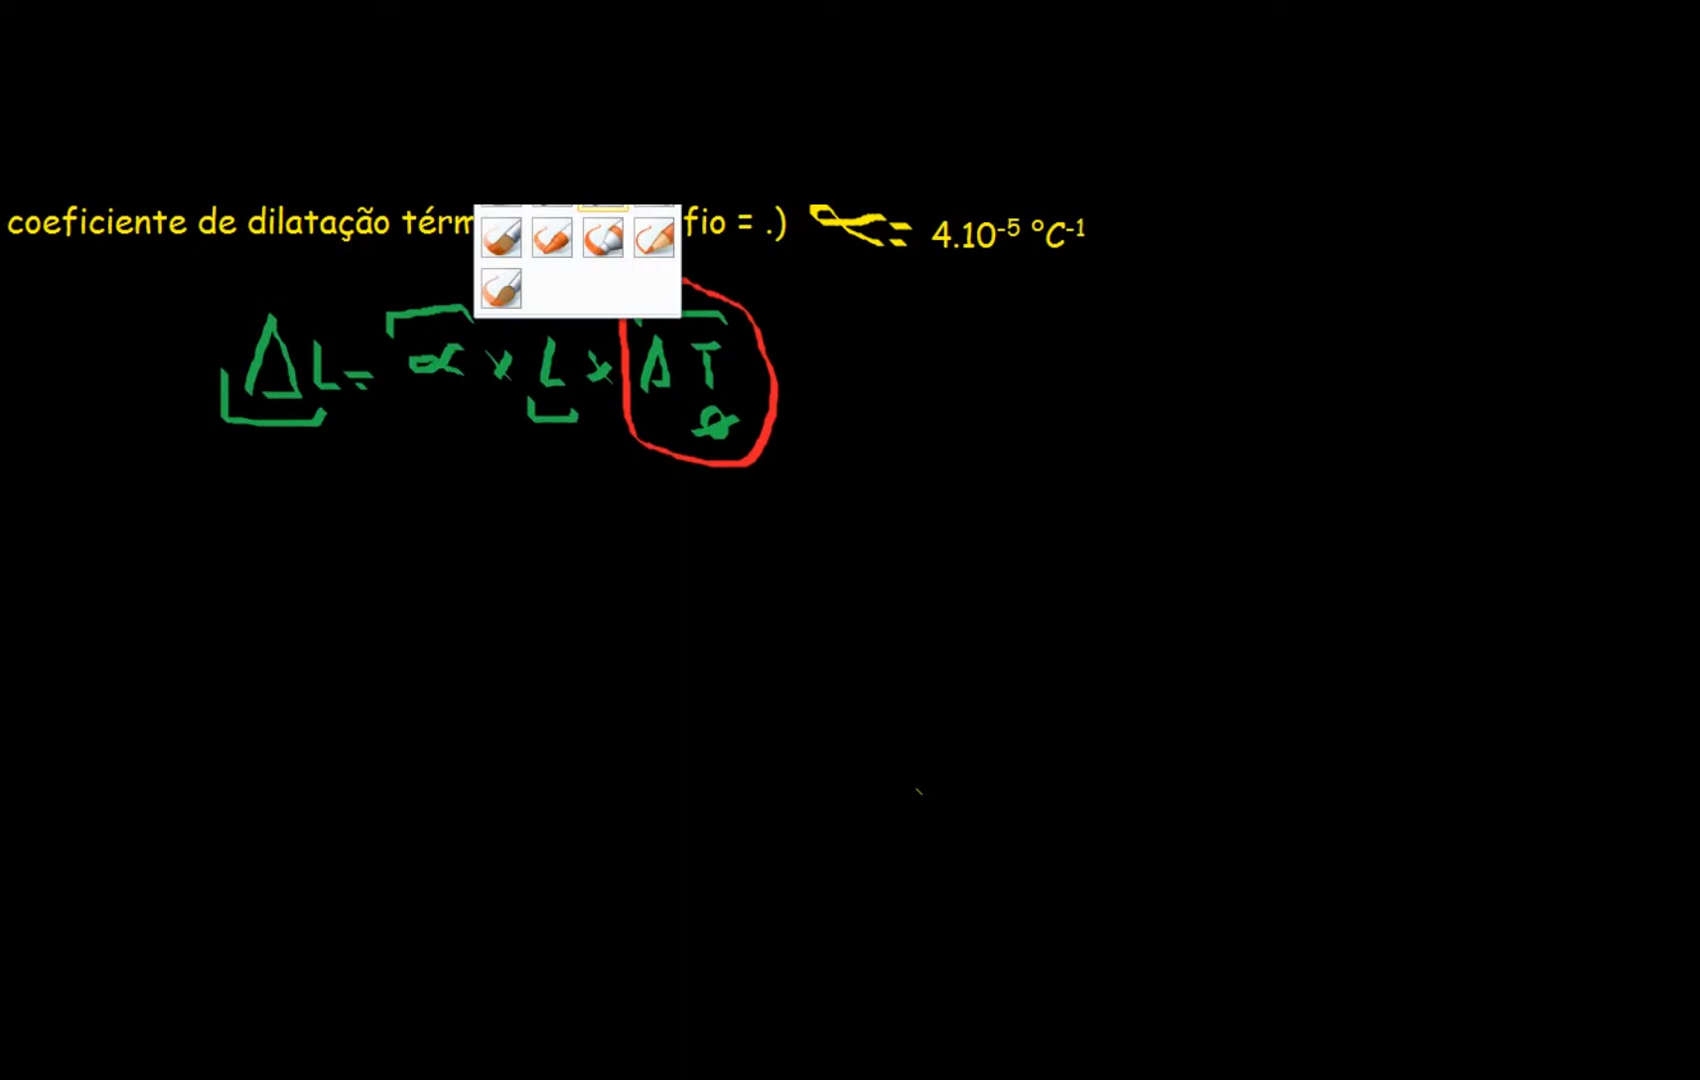 coeficiente de dilatação térm fio = .) α = 4.10⁻⁵ °C⁻¹
ΔL = α x L x ΔT